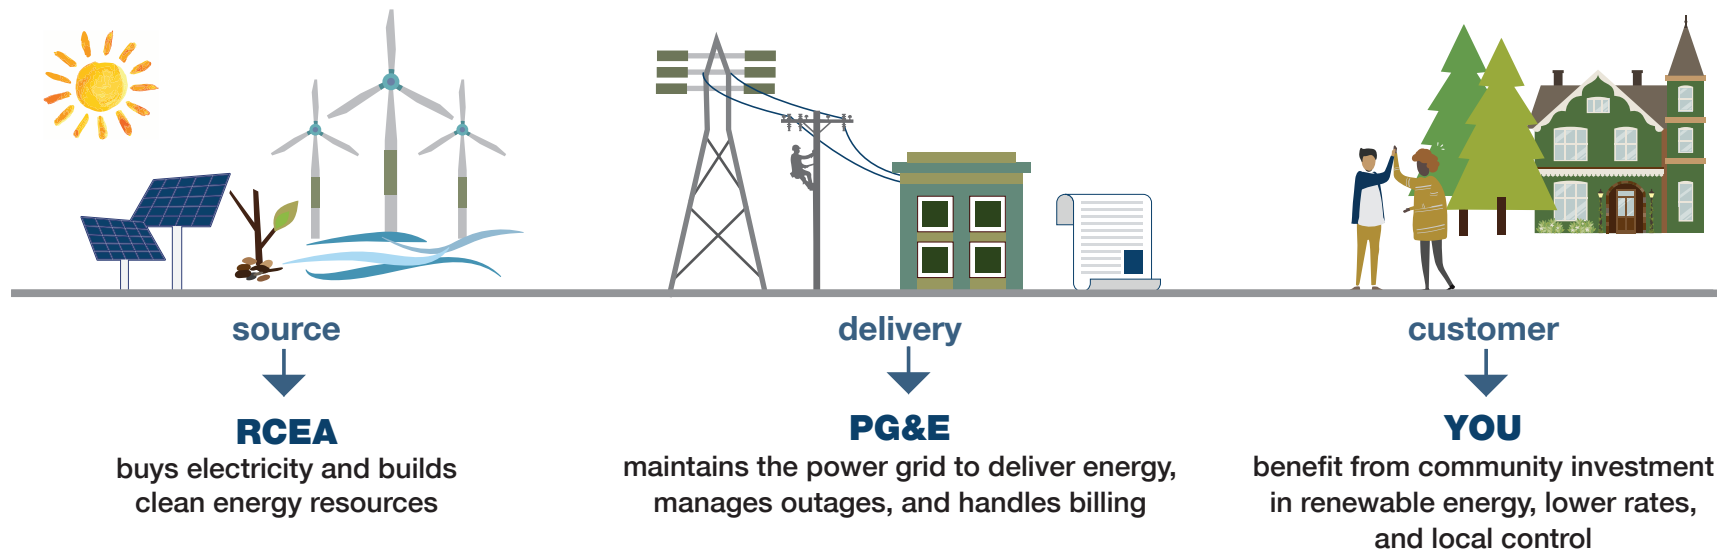 source
RCEA
buys electricity and builds
clean energy resources
delivery
PG&E
maintains the power grid to deliver energy,
manages outages, and handles billing
customer
YOU
benefit from community investment
in renewable energy, lower rates,
and local control